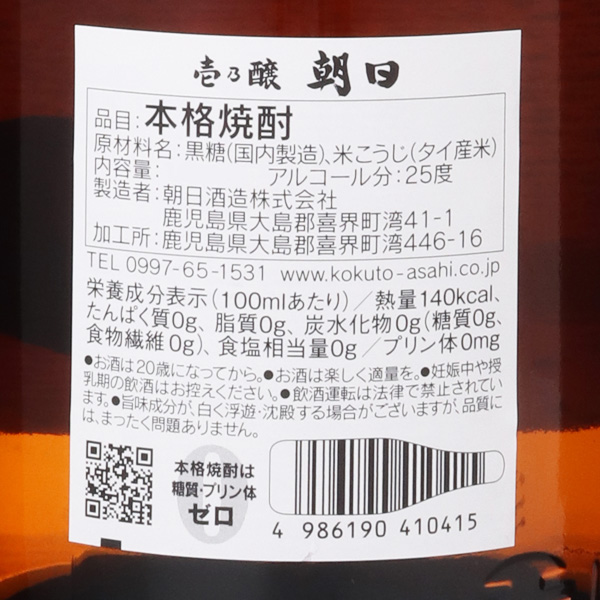 壱乃醸 朝日
品目：本格焼酎
原材料名：黒糖（国内製造）、米こうじ（タイ産米）
内容量： アルコール分：25度
製造者：朝日酒造株式会社
鹿児島県大島郡喜界町湾41-1
加工所：鹿児島県大島郡喜界町湾446-16
TEL 0997-65-1531 www.kokuto-asahi.co.jp
栄養成分表示（100mlあたり）／熱量140kcal、
たんぱく質0g、脂質0g、炭水化物0g（糖質0g、
食物繊維0g）、食塩相当量0g／プリン体0mg
●お酒は20歳になってから。●お酒は楽しく適量を。●妊娠中や授
乳期の飲酒はお控えください。●飲酒運転は法律で禁止されてい
ます。●旨味成分が、白く浮遊・沈殿する場合がございますが、品質に
は、まったく問題ありません。
本格焼酎は
糖質・プリン体
ゼロ
4 986190 410415